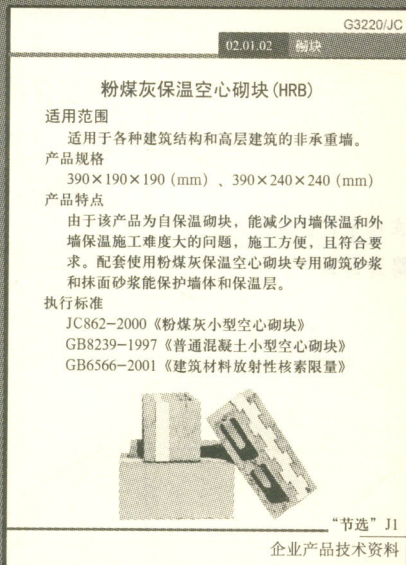 G3220/JC
02.01.02 砌块
粉煤灰保温空心砌块(HRB)
适用范围
适用于各种建筑结构和高层建筑的非承重墙。
产品规格
390×190×190 (mm) 、390×240×240 (mm)
产品特点
由于该产品为自保温砌块，能减少内墙保温和外
墙保温施工难度大的问题，施工方便，且符合要
求。配套使用粉煤灰保温空心砌块专用砌筑砂浆
和抹面砂浆能保护墙体和保温层。
执行标准
JC862-2000《粉煤灰小型空心砌块》
GB8239-1997《普通混凝土小型空心砌块》
GB6566-2001《建筑材料放射性核素限量》
“节选” J1
企业产品技术资料